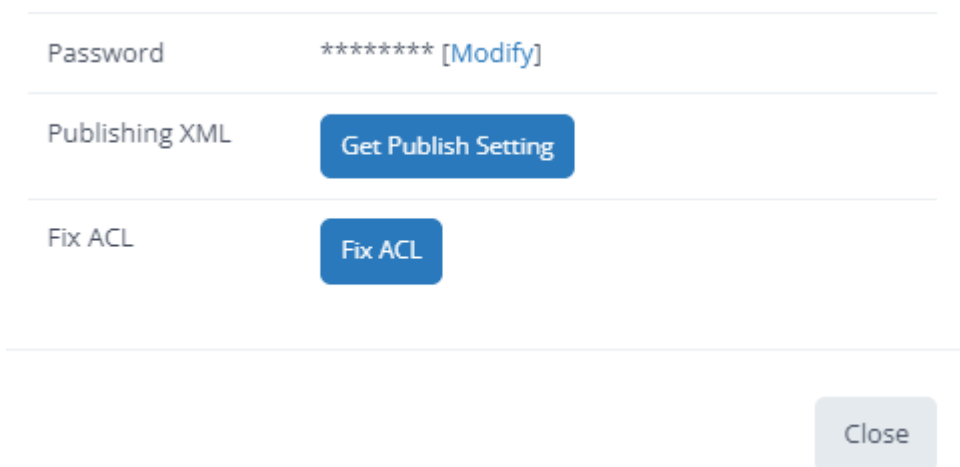 Password ******** [Modify]
Publishing XML Get Publish Setting
Fix ACL Fix ACL
Close